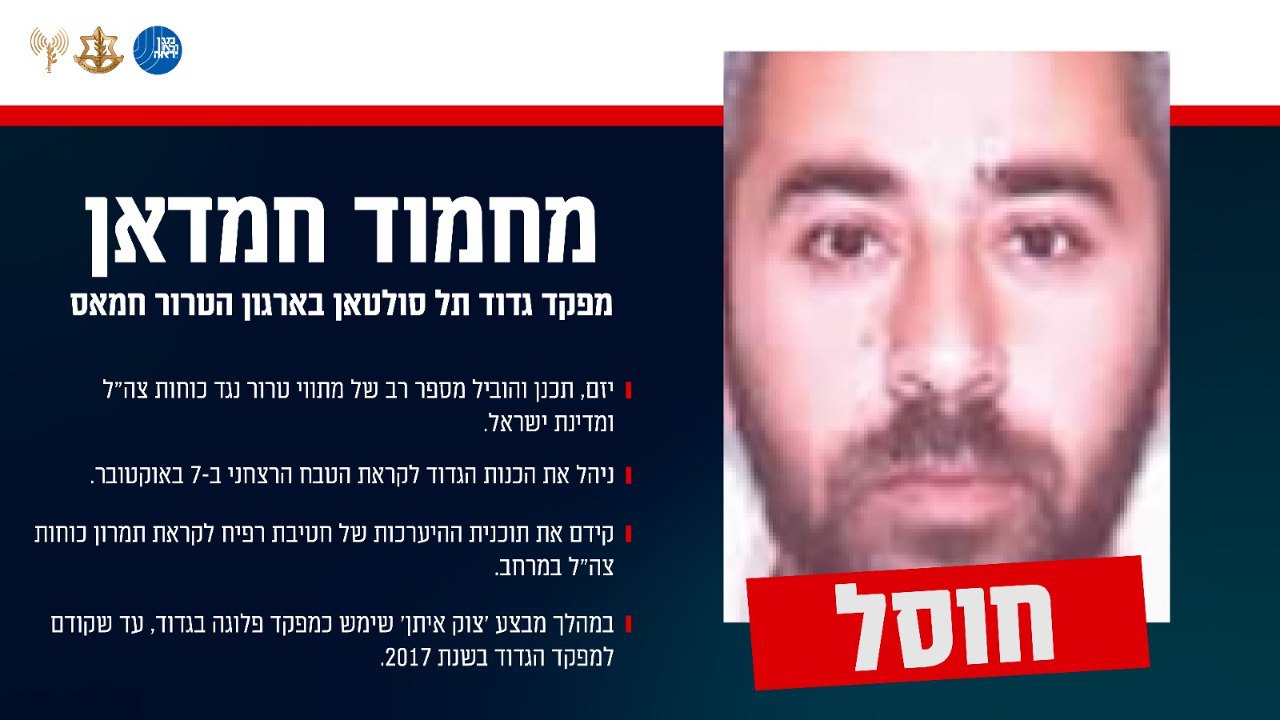 מחמוד חמדאן
מפקד גדוד תל סולטאן בארגון הטרור חמאס
יזם, תכנן והוביל מספר רב של מתווי טרור נגד כוחות צה"ל
ומדינת ישראל.
ניהל את הכנות הגדוד לקראת הטבח הרצחני ב-7 באוקטובר.
קידם את תוכנית ההיערכות של חטיבת רפיח לקראת תמרון כוחות
צה"ל במרחב.
במהלך מבצע 'צוק איתן' שימש כמפקד פלוגה בגדוד, עד שקודם
למפקד הגדוד בשנת 2017.
חוסל